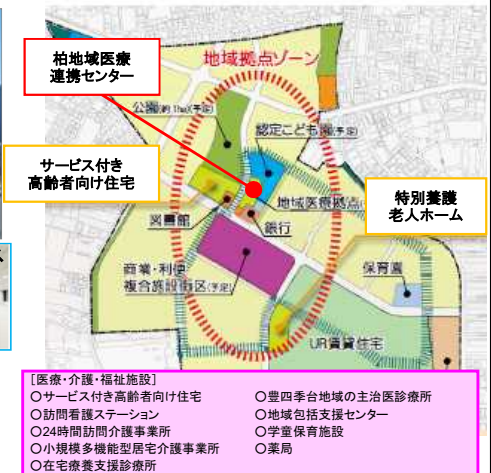 柏地域医療
連携センター
地域拠点ゾーン
公園(約1ha)(予定)
認定こども園(予定)
サービス付き
高齢者向け住宅
特別養護
老人ホーム
地域医療拠点
図書館
銀行
商業・利便
複合施設街区(予定)
保育園
UR賃貸住宅
[医療・介護・福祉施設]
〇サービス付き高齢者向け住宅
〇訪問看護ステーション
〇24時間訪問介護事業所
〇小規模多機能型居宅介護事業所
〇在宅療養支援診療所
〇豊四季台地域の主治医診療所
〇地域包括支援センター
〇学童保育施設
〇薬局